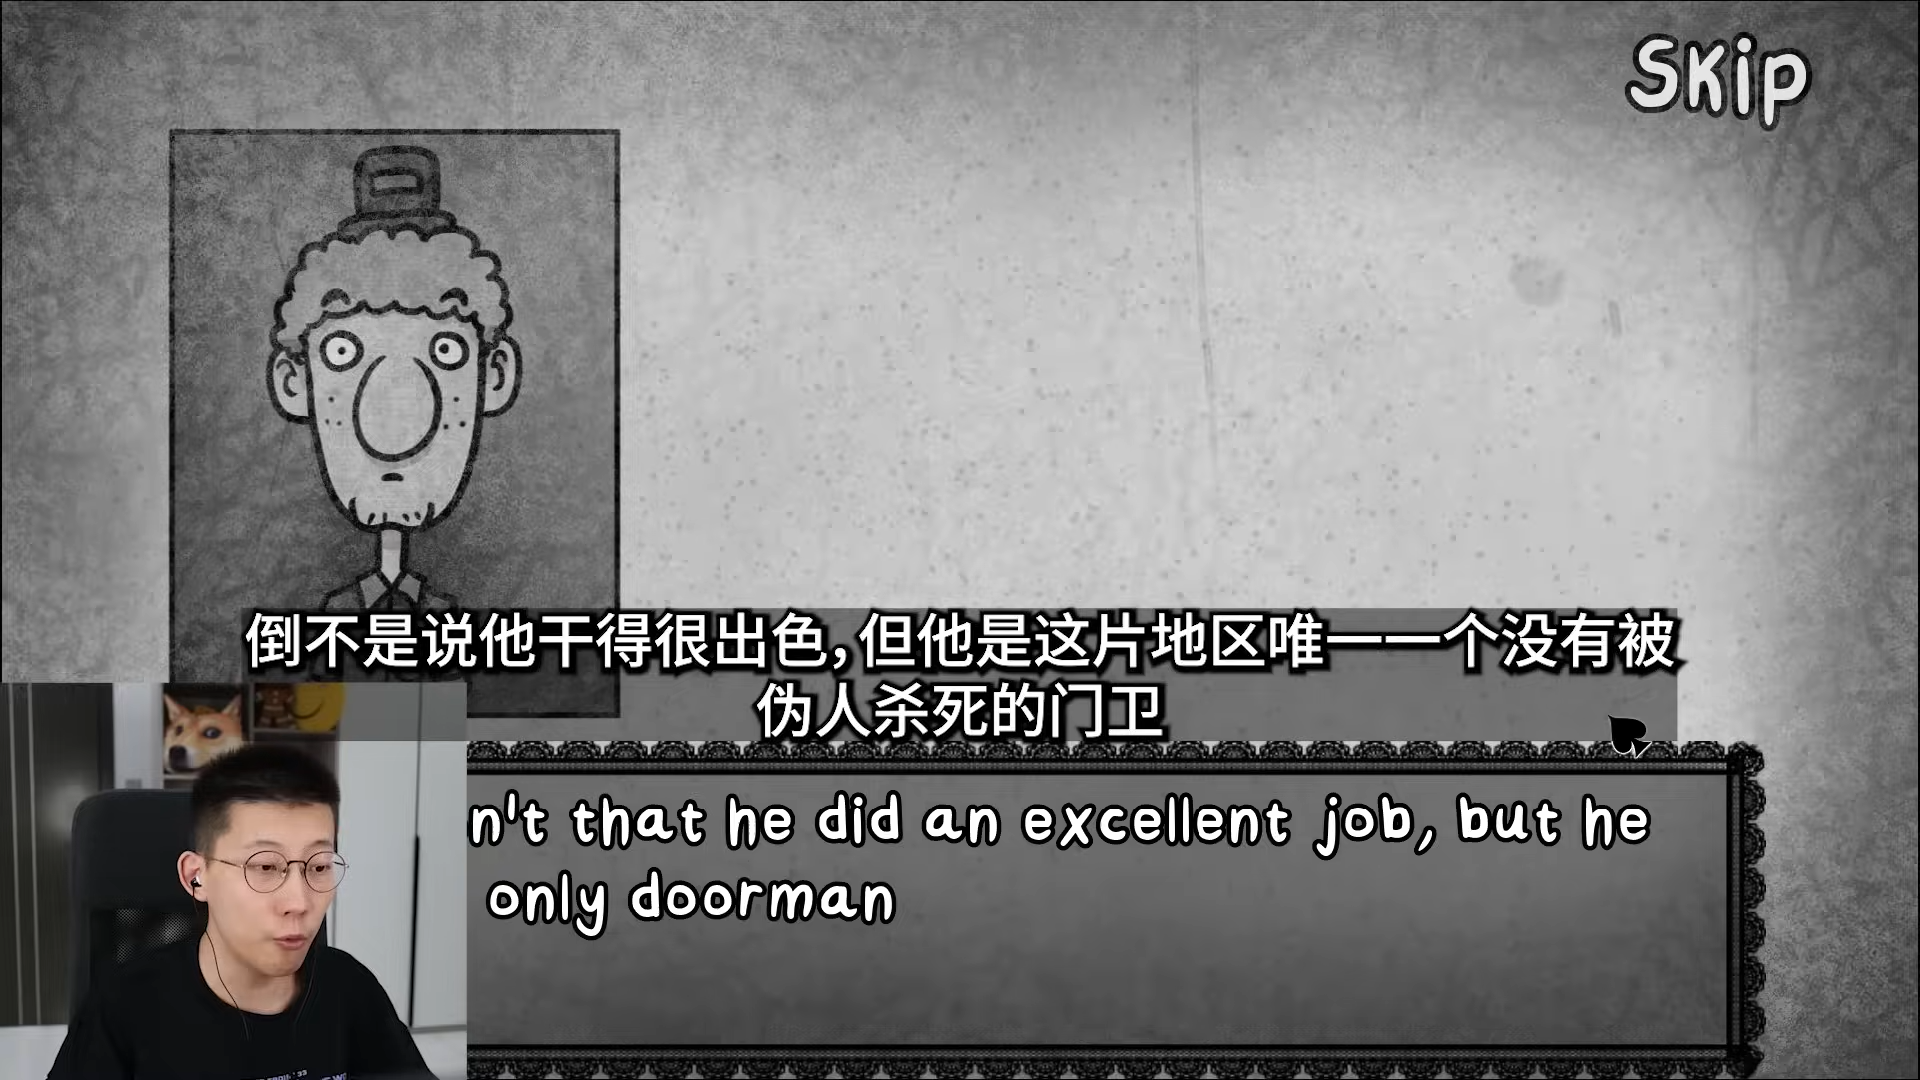 Skip
倒不是说他干得很出色,但他是这片地区唯一一个没有被
伪人杀死的门卫
n't that he did an excellent job, but he
only doorman